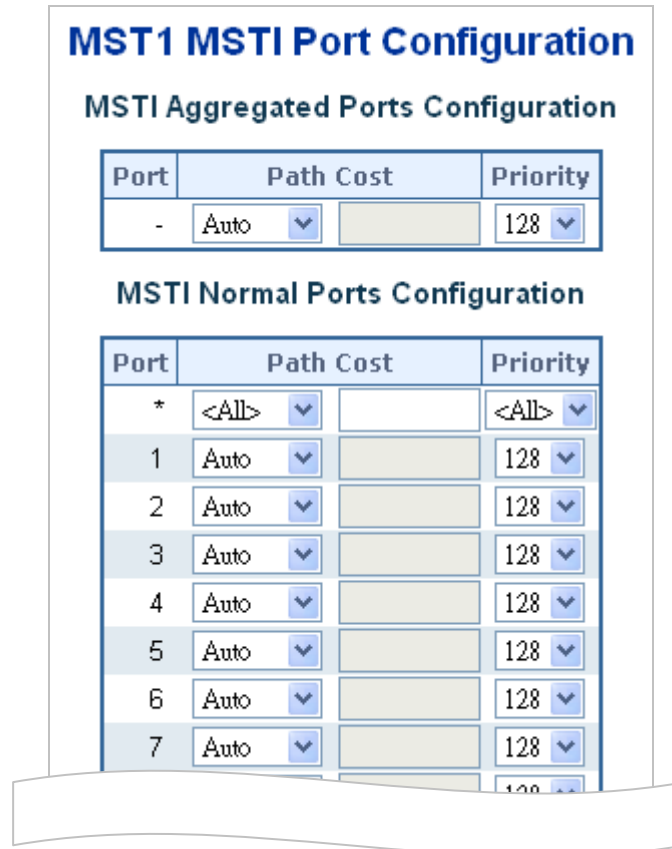 MST1 MSTI Port Configuration
MSTI Aggregated Ports Configuration
Port Path Cost Priority
- Auto 128
MSTI Normal Ports Configuration
Port Path Cost Priority
* <All> <All>
1 Auto 128
2 Auto 128
3 Auto 128
4 Auto 128
5 Auto 128
6 Auto 128
7 Auto 128